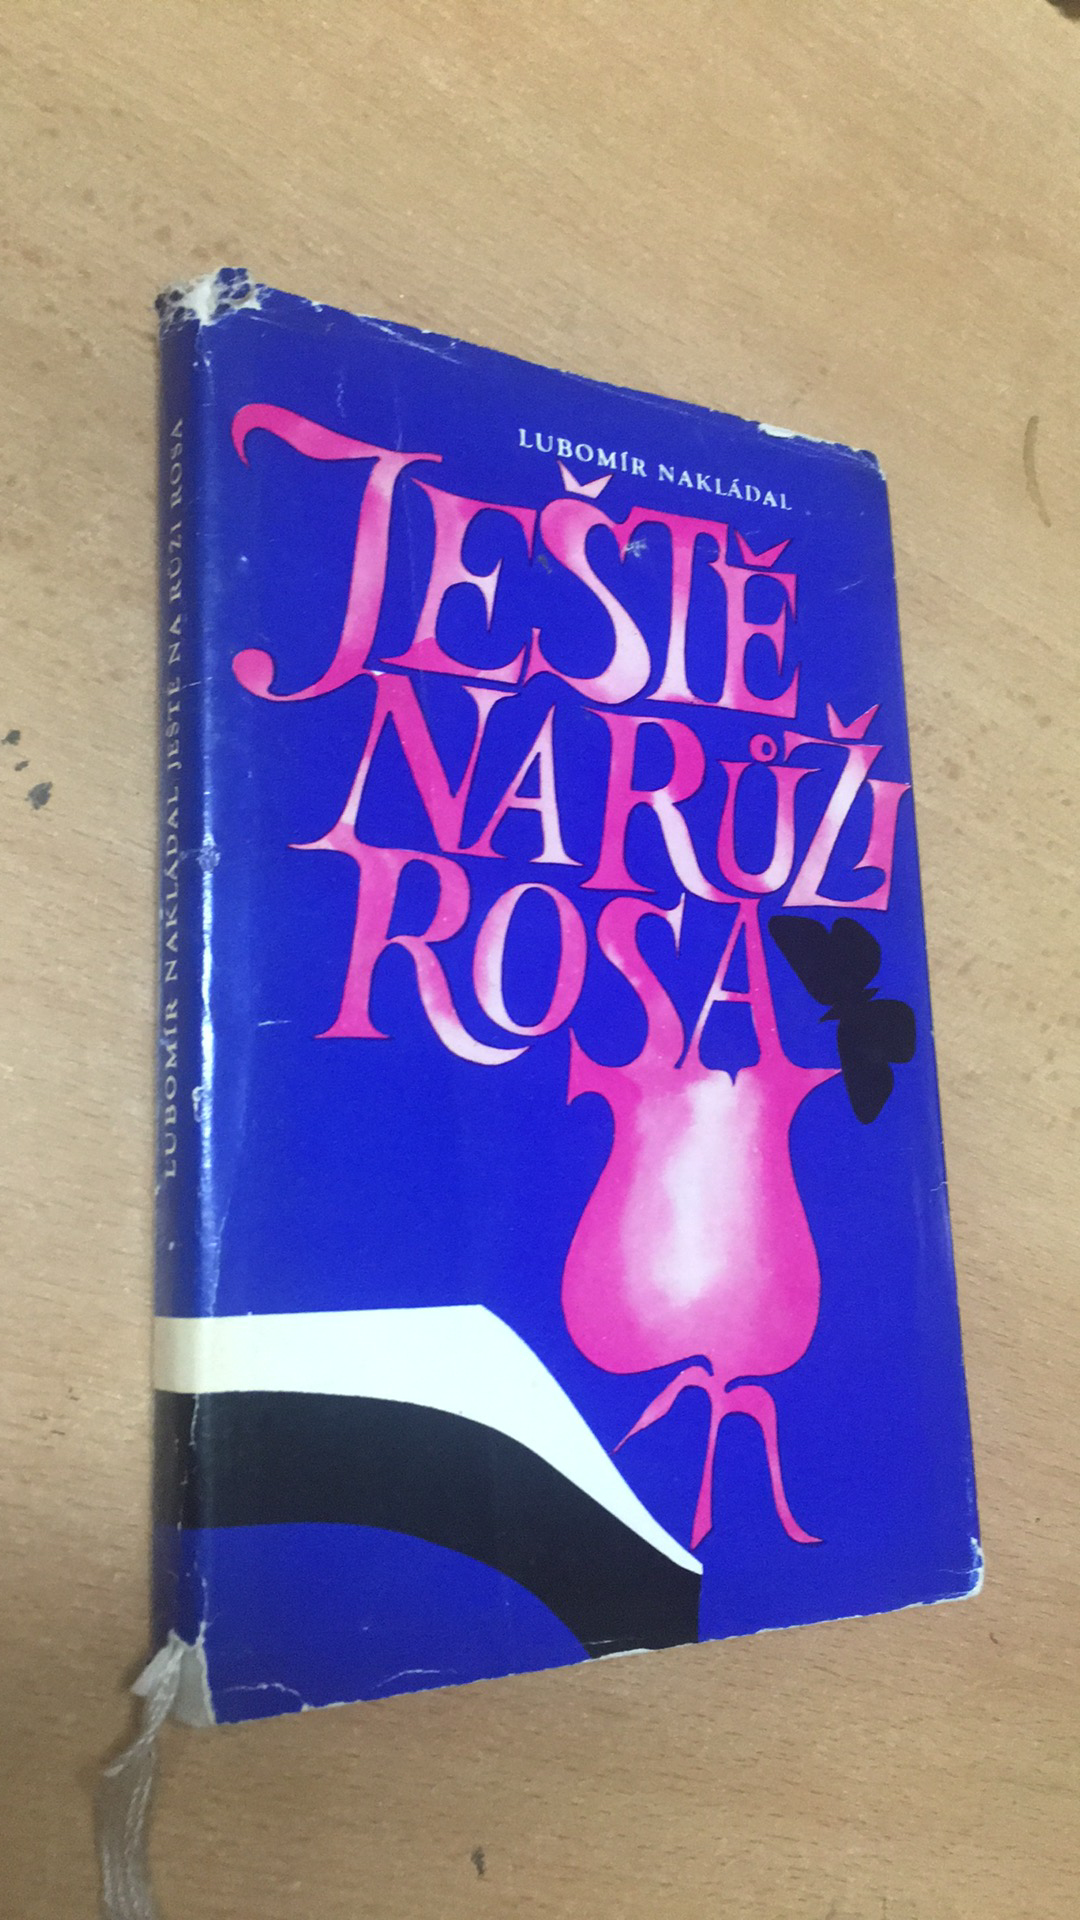 LUBOMÍR NAKLÁDAL
JEŠTĚ
NA RŮŽI
ROSA
LUBOMÍR NAKLÁDAL JEŠTĚ NA RŮŽI ROSA